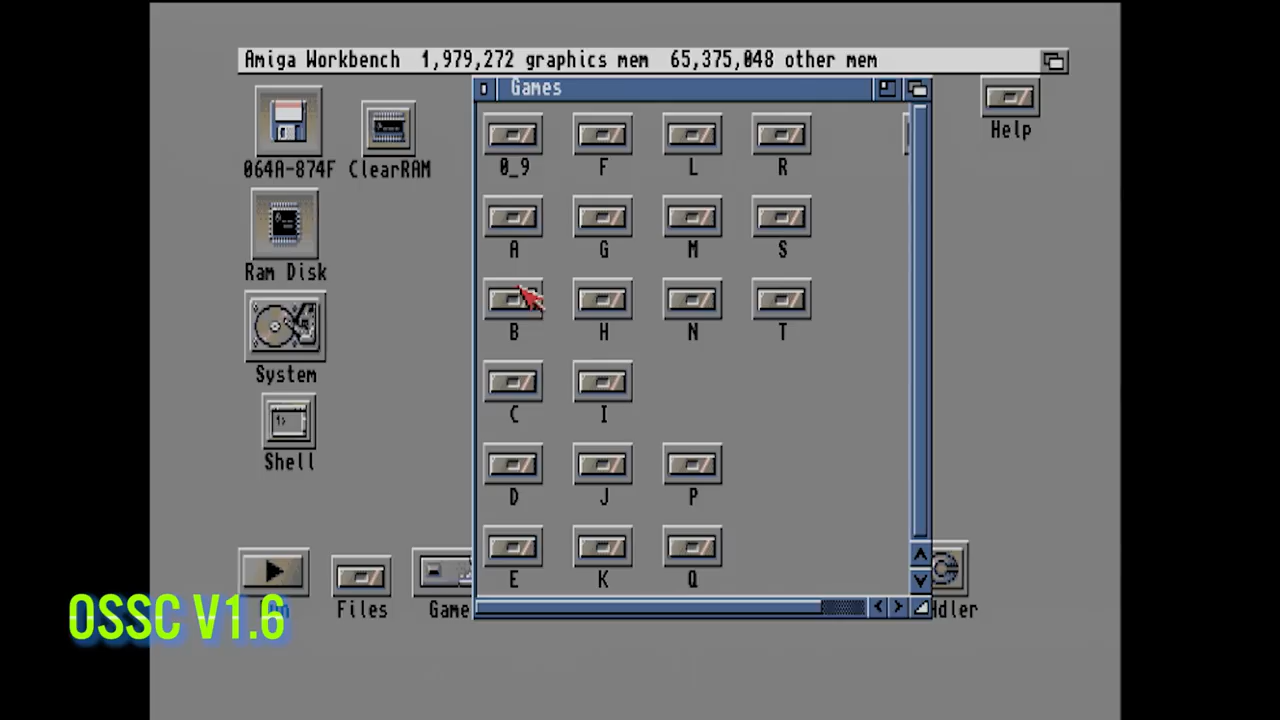 Amiga Workbench 1,979,272 graphics mem 65,375,048 other mem
Games
Help
0_9 F L R
064A-874F ClearRAM
A G M S
Ram Disk
B H N T
System
C I
Shell
D J P
E K Q
Files Game dler
OSSC V1.6